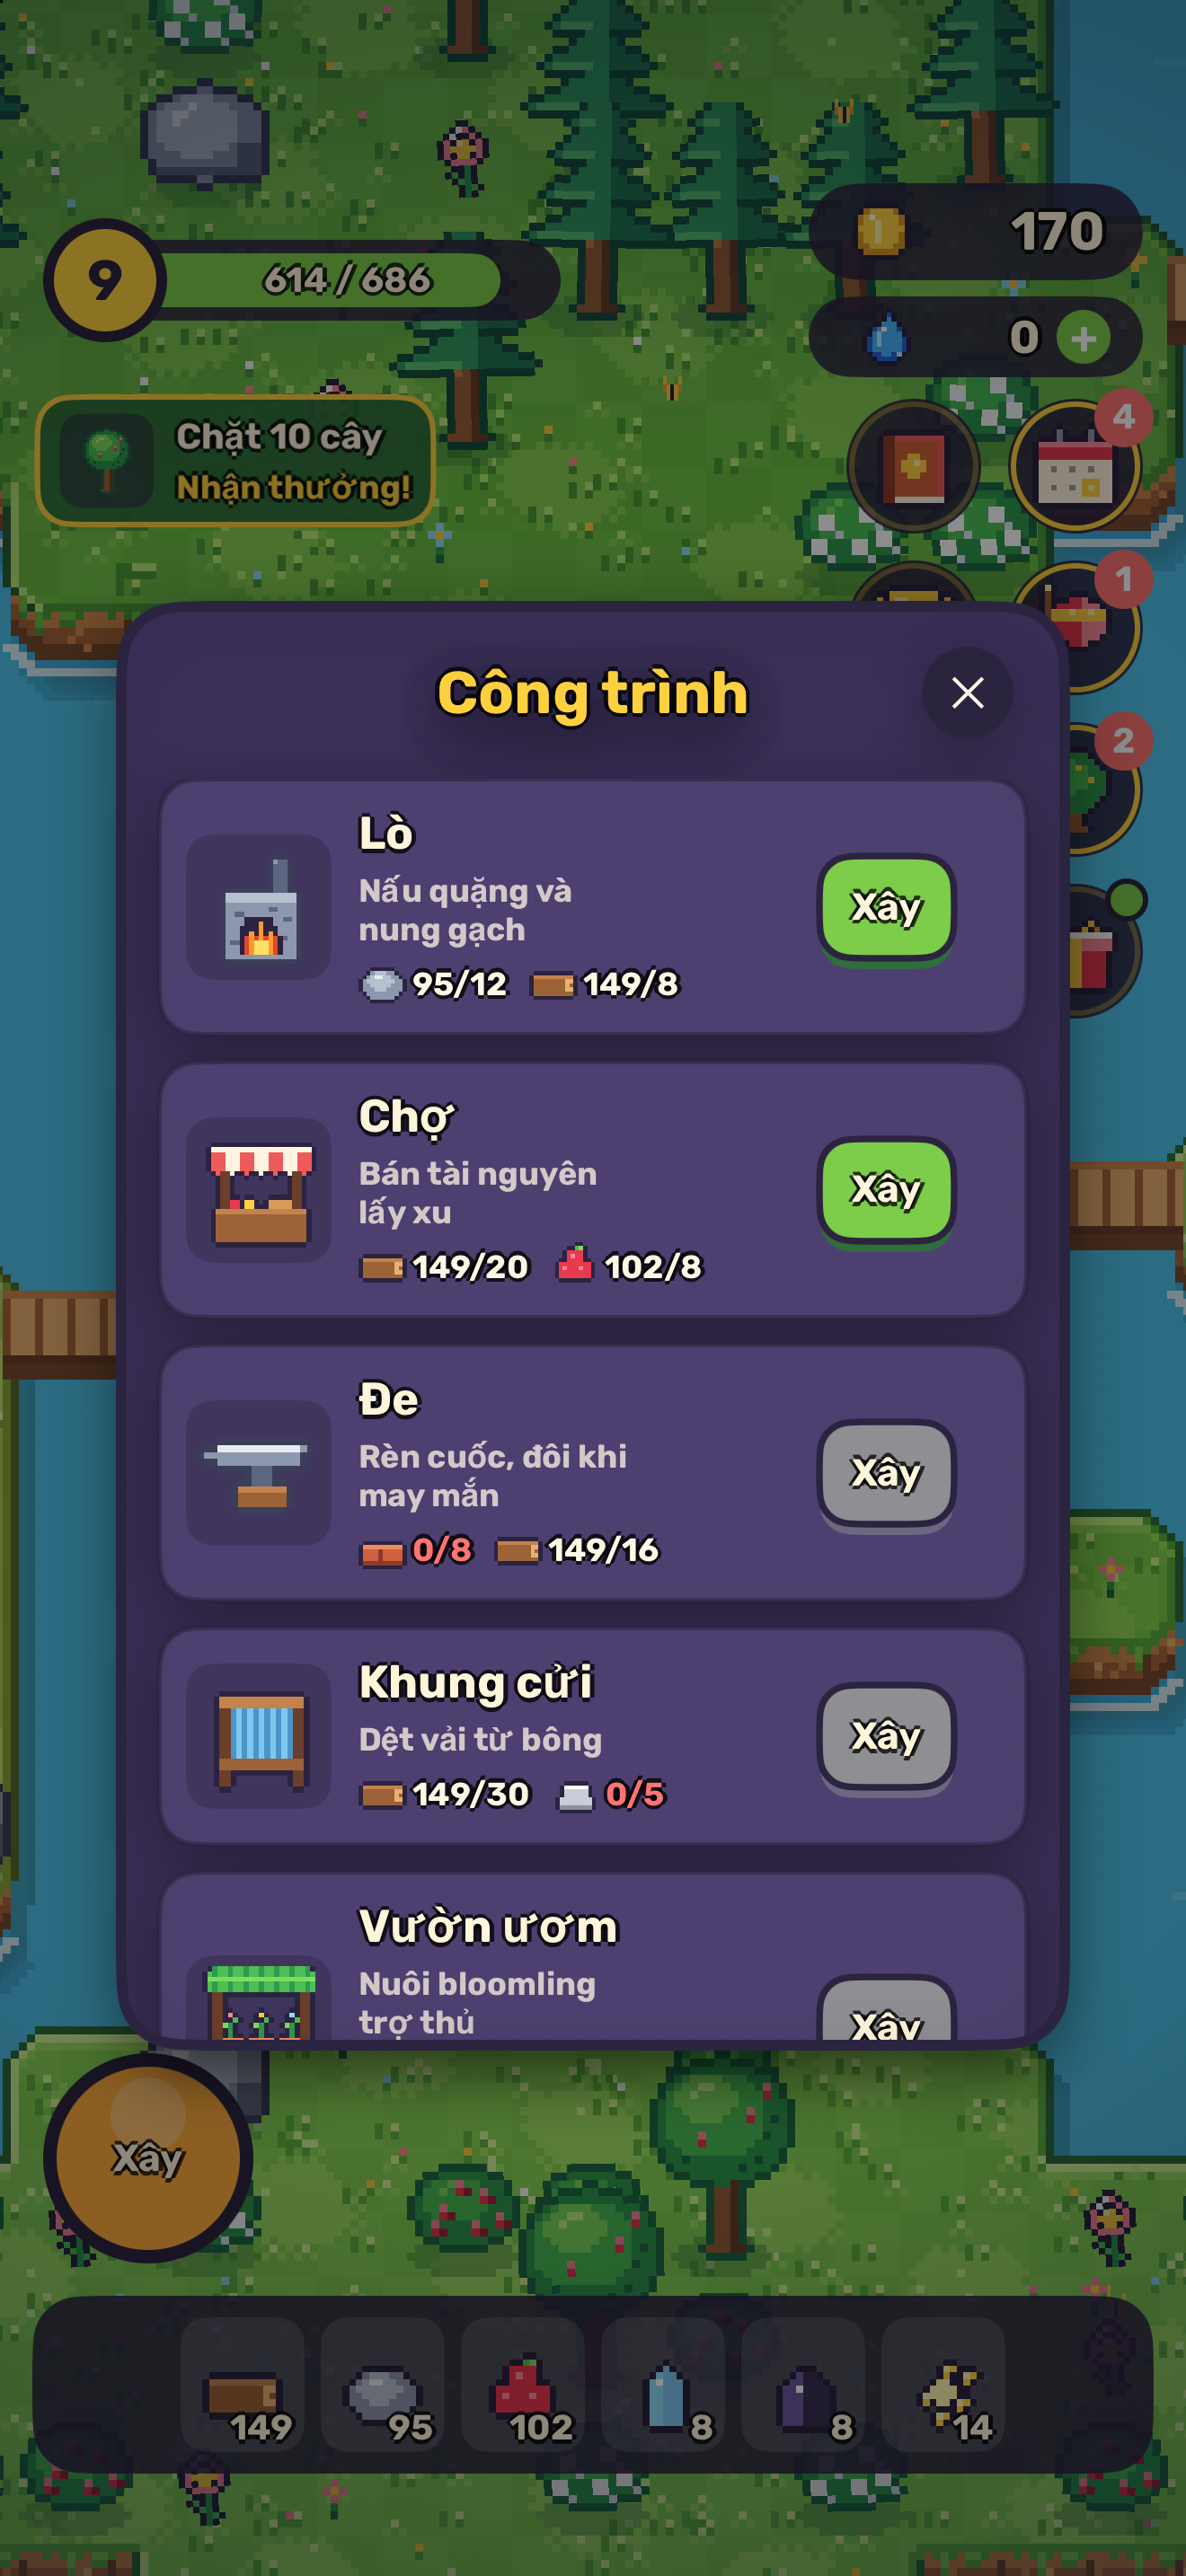 170
9
614 / 686
0 +
4
Chặt 10 cây
Nhận thưởng!
1
Công trình
2
Lò
Nấu quặng và
nung gạch
95/12 149/8
Xây
Chợ
Bán tài nguyên
lấy xu
149/20 102/8
Xây
Đe
Rèn cuốc, đôi khi
may mắn
0/8 149/16
Xây
Khung cửi
Dệt vải từ bông
149/30 0/5
Xây
Vườn ươm
Nuôi bloomling
trợ thủ
Xây
Xây
149 95 102 8 8 14